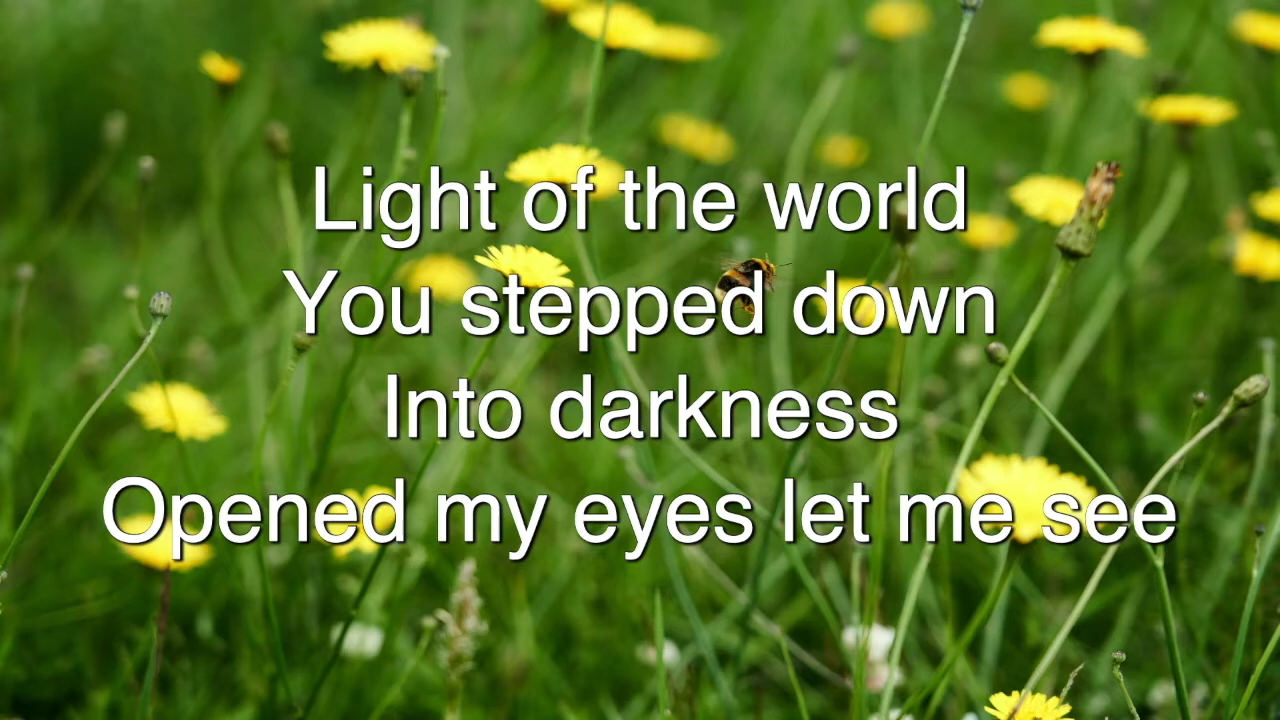 Light of the world
You stepped down
Into darkness
Opened my eyes let me see